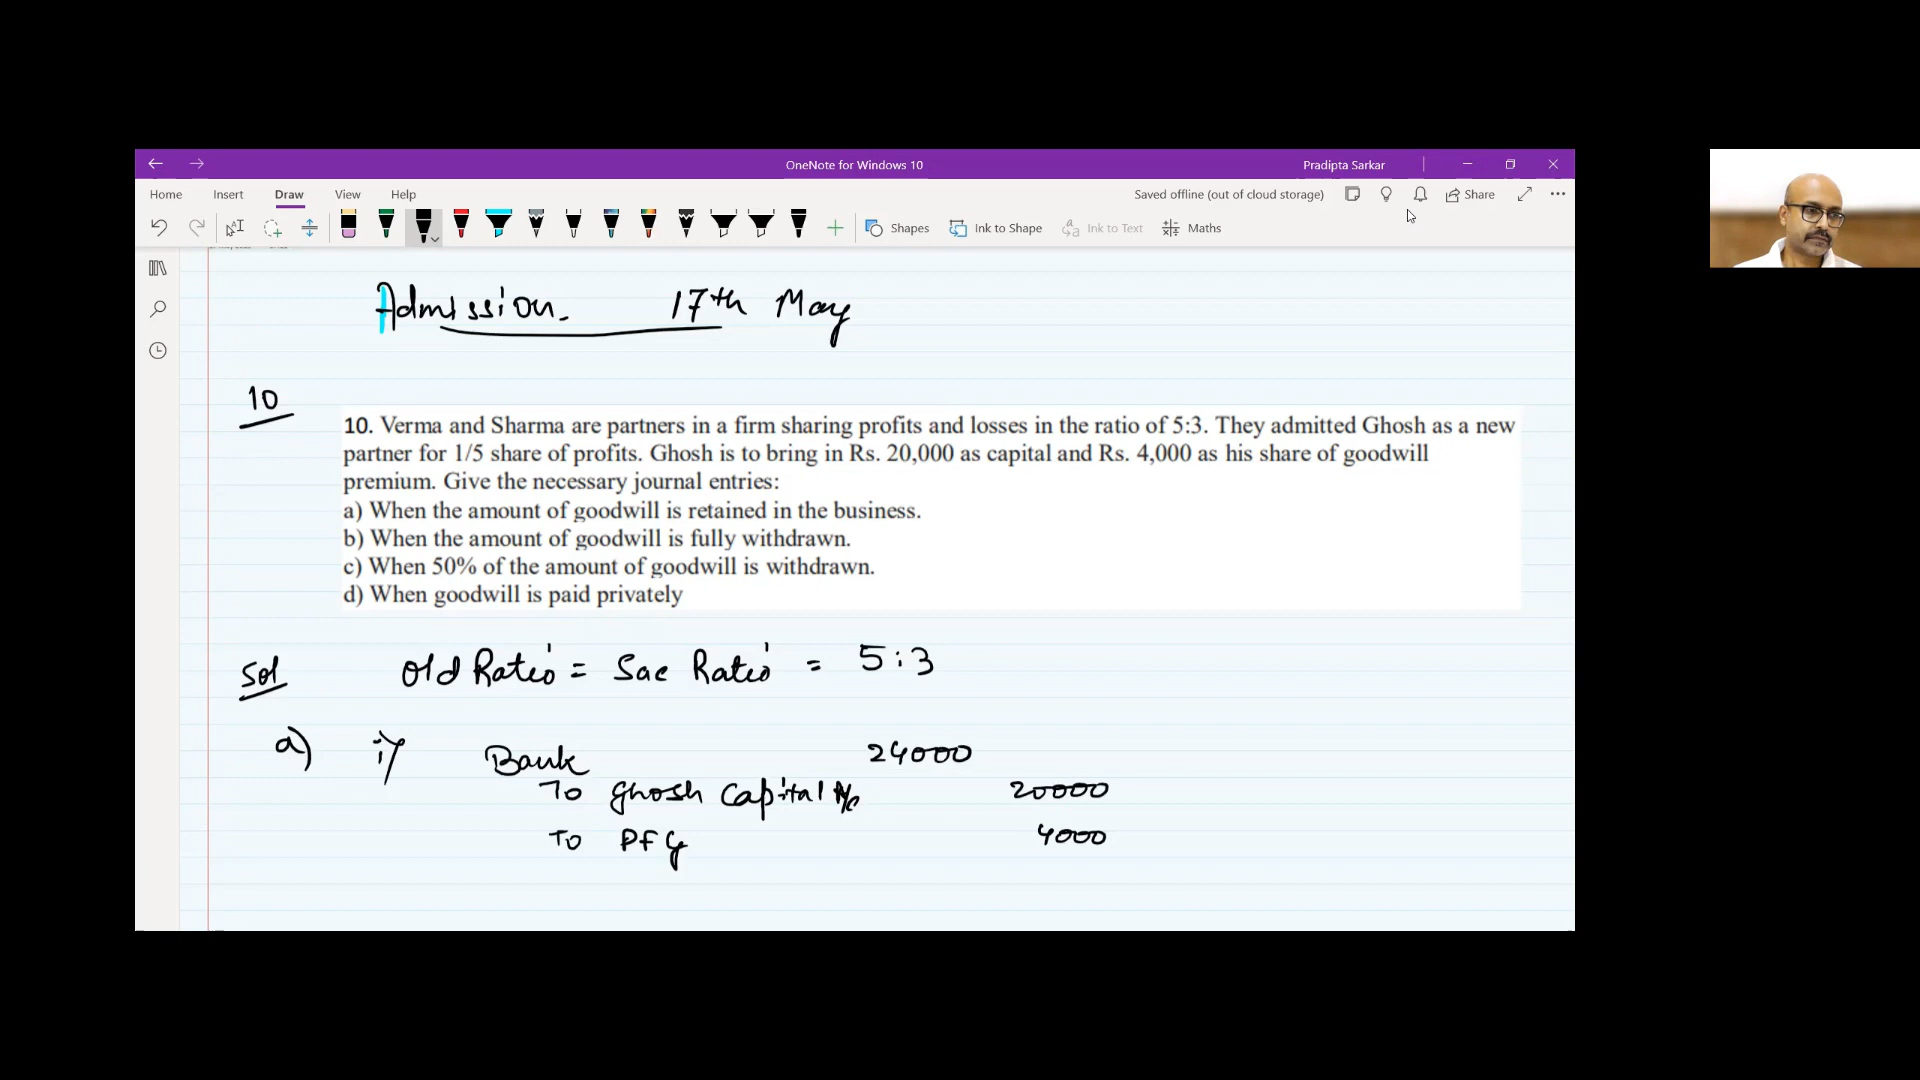 OneNote for Windows 10
Pradipta Sarkar
Home Insert Draw View Help
Saved offline (out of cloud storage)
Share
Shapes Ink to Shape Ink to Text Maths
Admission. 17th May
10
10. Verma and Sharma are partners in a firm sharing profits and losses in the ratio of 5:3. They admitted Ghosh as a new
partner for 1/5 share of profits. Ghosh is to bring in Rs. 20,000 as capital and Rs. 4,000 as his share of goodwill
premium. Give the necessary journal entries:
a) When the amount of goodwill is retained in the business.
b) When the amount of goodwill is fully withdrawn.
c) When 50% of the amount of goodwill is withdrawn.
d) When goodwill is paid privately
Sol Old Ratio = Sac Ratio = 5:3
a) i) Bank 24000
To Ghosh Capital A/c 20000
To PFG 4000